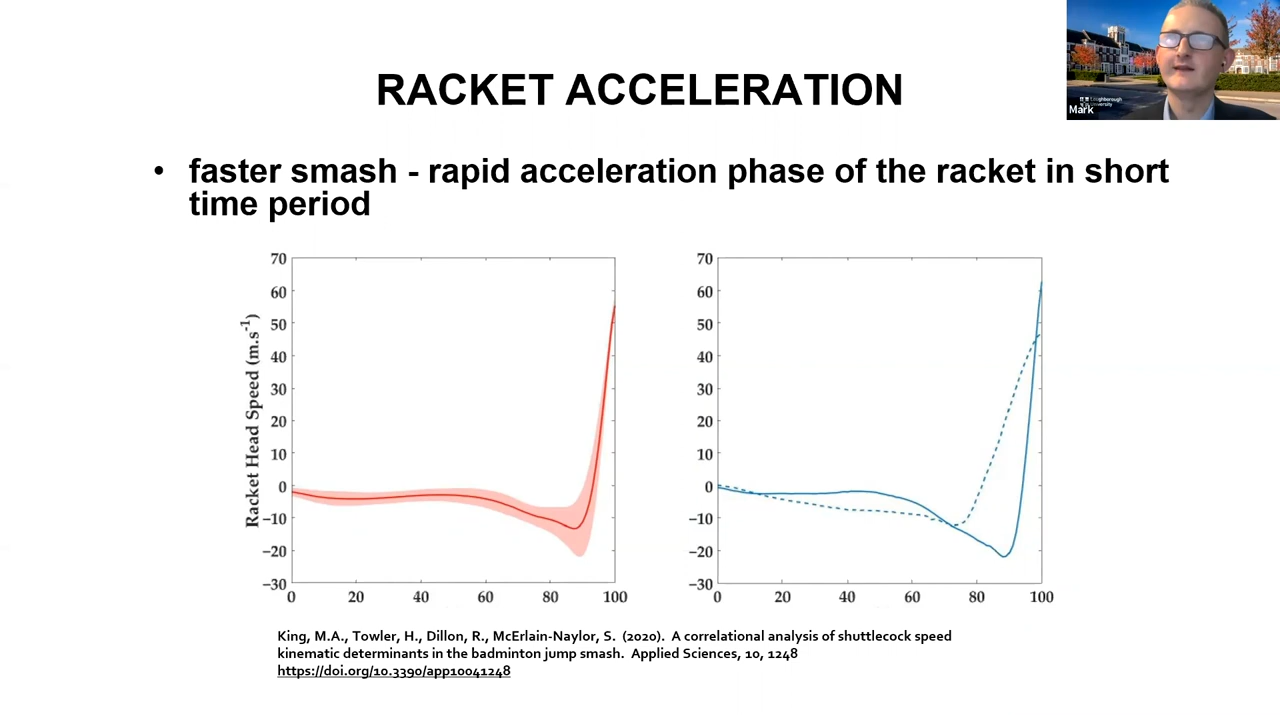 RACKET ACCELERATION
Loughborough
University
Mark
• faster smash - rapid acceleration phase of the racket in short
time period
Racket Head Speed (m.s-1)
70
60
50
40
30
20
10
0
−10
−20
−30
0 20 40 60 80 100
70
60
50
40
30
20
10
0
−10
−20
−30
0 20 40 60 80 100
King, M.A., Towler, H., Dillon, R., McErlain-Naylor, S. (2020). A correlational analysis of shuttlecock speed
kinematic determinants in the badminton jump smash. Applied Sciences, 10, 1248
https://doi.org/10.3390/app10041248